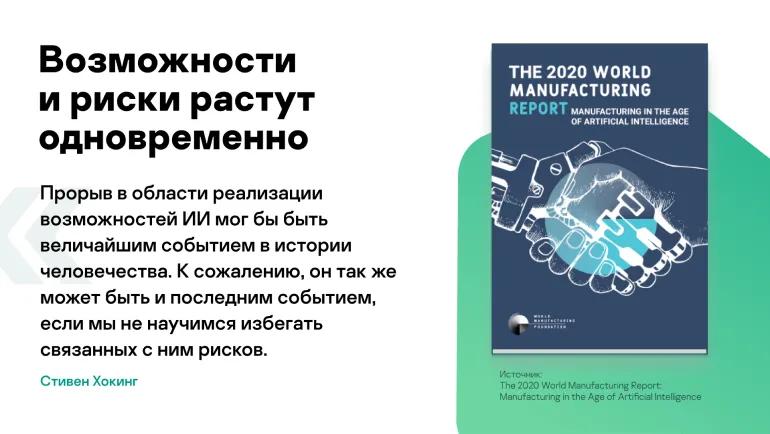 Возможности
и риски растут
одновременно
Прорыв в области реализации
возможностей ИИ мог бы быть
величайшим событием в истории
человечества. К сожалению, он так же
может быть и последним событием,
если мы не научимся избегать
связанных с ним рисков.
Стивен Хокинг
THE 2020 WORLD
MANUFACTURING
REPORT MANUFACTURING IN THE AGE
OF ARTIFICIAL INTELLIGENCE
WORLD
MANUFACTURING
FOUNDATION
Источник:
The 2020 World Manufacturing Report:
Manufacturing in the Age of Artificial Intelligence